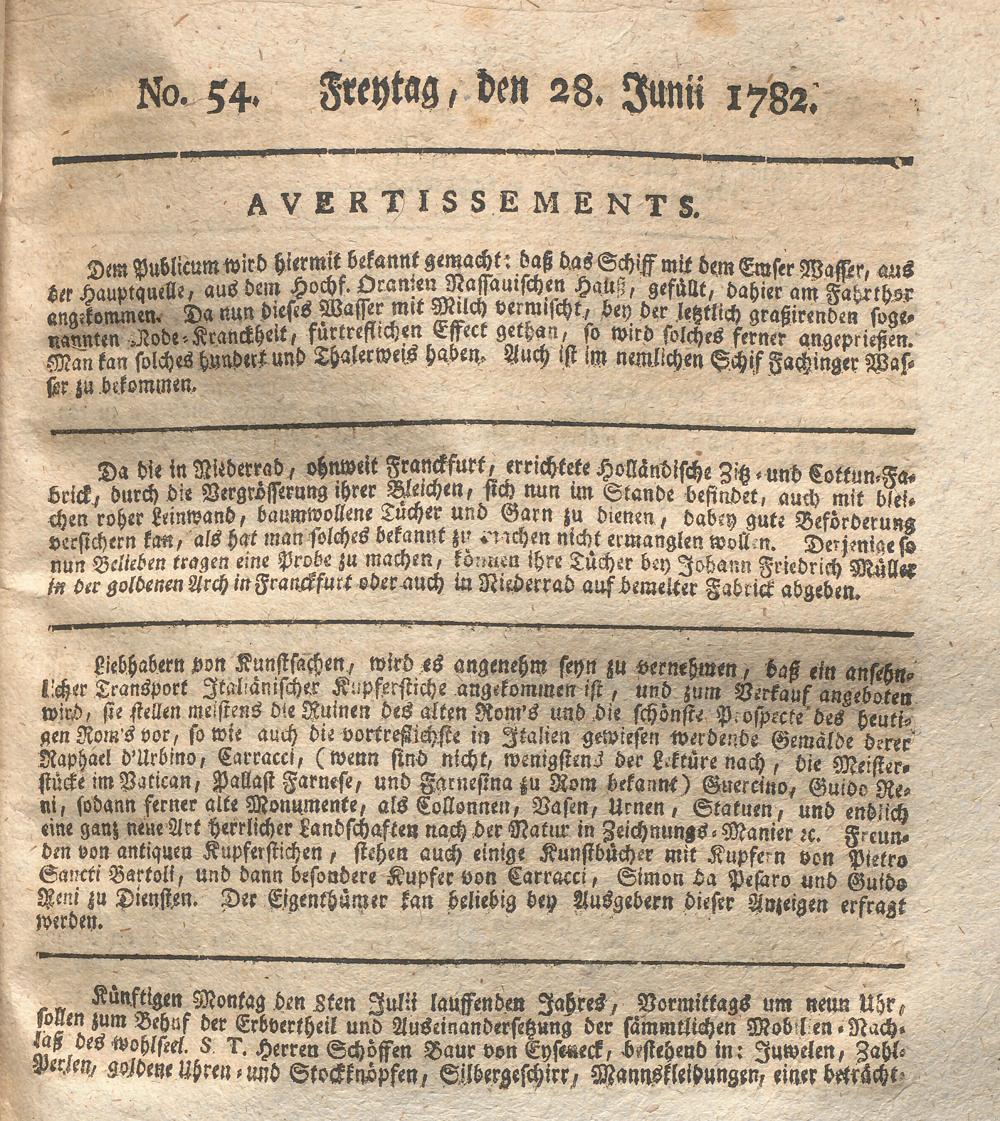 No. 54. Freytag, den 28. Junii 1782.
AVERTISSEMENTS.
Dem Publicum wird hiermit bekannt gemacht: daß das Schiff mit dem Emser Wasser, aus
der Hauptquelle, aus dem Hochf. Oranien Nassauischen Hauß, gefüllt, dahier am Fahrthor
angekommen. Da nun dieses Wasser mit Milch vermischt, bey der letztlich graßirenden soge-
nannten Mode-Kranckheit, fürtreflichen Effect gethan, so wird solches ferner angeprießen.
Man kan solches hundert und Thalerweis haben. Auch ist im nemlichen Schif Fachinger Was-
ser zu bekommen.
Da die in Niederrad, ohnweit Franckfurt, errichtete Holländische Zitz- und Cottun-Fa-
brick, durch die Vergrösserung ihrer Bleichen, sich nun im Stande befindet, auch mit blei-
chen roher Leinwand, baumwollene Tücher und Garn zu dienen, dabey gute Beförderung
versichern kan, als hat man solches bekannt zu machen nicht ermanglen wollen. Derjenige so
nun Belieben tragen eine Probe zu machen, können ihre Tücher bey Johann Friedrich Müller
in der goldenen Arch in Franckfurt oder auch in Niederrad auf bemelter Fabrick abgeben.
Liebhabern von Kunstsachen, wird es angenehm seyn zu vernehmen, daß ein ansehn-
licher Transport Italiänischer Kupferstiche angekommen ist, und zum Verkauf angeboten
wird, sie stellen meistens die Ruinen des alten Rom's und die schönste Prospecte des heuti-
gen Rom's vor, so wie auch die vortreflichste in Italien gewiesen werdende Gemälde derer
Raphael d'Urbino, Carracci, (wenn sind nicht, wenigstens der Lektüre nach, die Meister-
stücke im Vatican, Pallast Farnese, und Farnesina zu Rom bekannt) Guercino, Guido Re-
ni, sodann ferner alte Monumente, als Collonnen, Vasen, Urnen, Statuen, und endlich
eine ganz neue Art herrlicher Landschaften nach der Natur in Zeichnungs-Manier ꝛc. Freun-
den von antiquen Kupferstichen, stehen auch einige Kunstbücher mit Kupfern von Pietro
Sancti Bartoli, und dann besondere Kupfer von Carracci, Simon da Pesaro und Guido
Reni zu Diensten. Der Eigenthümer kan beliebig bey Ausgebern dieser Anzeigen erfragt
werden.
Künftigen Montag den 8ten Julii lauffenden Jahres, Vormittags um neun Uhr,
sollen zum Behuf der Erbvertheil und Auseinandersetzung der sämmtlichen Mobilien-Nach-
laß des wohlseel. S. T. Herren Schöffen Baur von Eyseneck, bestehend in: Juwelen, Zahl-
Perlen, goldene Uhren- und Stockknöpfen, Silbergeschirr, Mannskleidungen, einer beträcht-